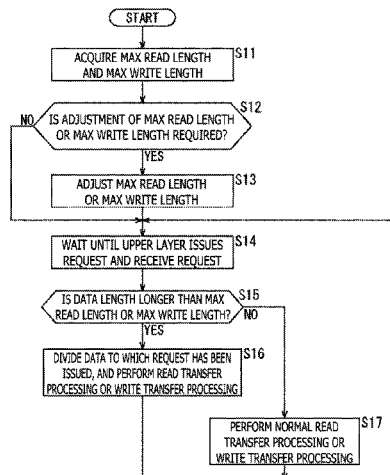 START
S11
ACQUIRE MAX READ LENGTH
AND MAX WRITE LENGTH
S12
NO
IS ADJUSTMENT OF MAX READ LENGTH
OR MAX WRITE LENGTH REQUIRED?
YES
S13
ADJUST MAX READ LENGTH
OR MAX WRITE LENGTH
S14
WAIT UNTIL UPPER LAYER ISSUES
REQUEST AND RECEIVE REQUEST
S15
IS DATA LENGTH LONGER THAN MAX
READ LENGTH OR MAX WRITE LENGTH?
NO
YES
S16
DIVIDE DATA TO WHICH REQUEST HAS BEEN
ISSUED, AND PERFORM READ TRANSFER
PROCESSING OR WRITE TRANSFER PROCESSING
S17
PERFORM NORMAL READ
TRANSFER PROCESSING OR
WRITE TRANSFER PROCESSING